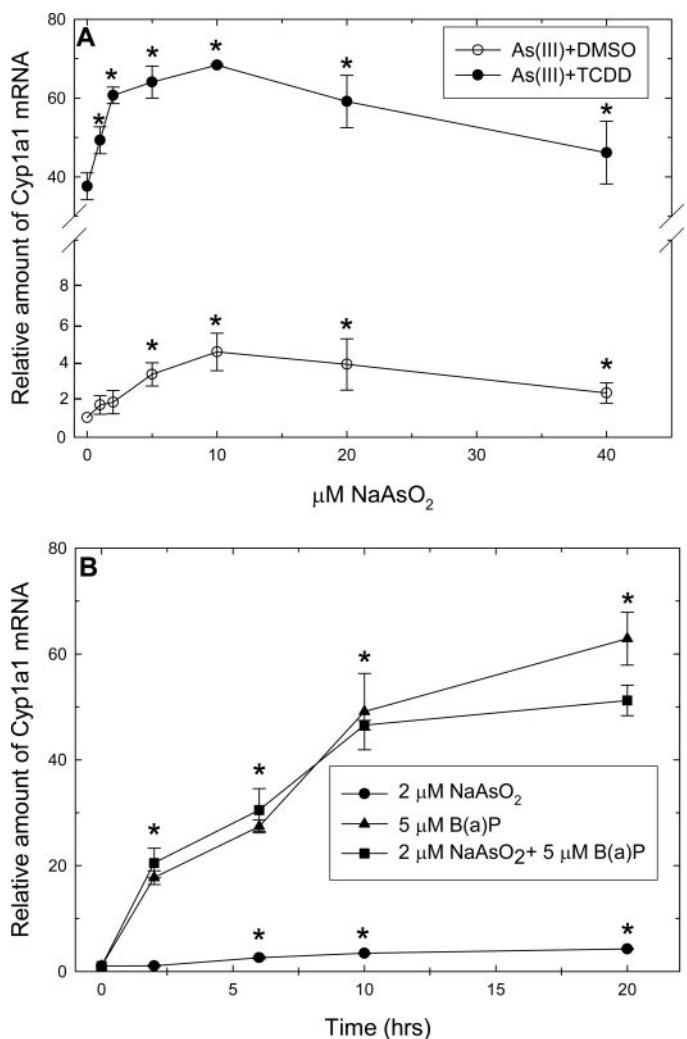 A
As(III)+DMSO
As(III)+TCDD
Relative amount of Cyp1a1 mRNA
80
60
40
8
6
4
2
0
* * * * * * *
* * * *
0 10 20 30 40
μM NaAsO₂
B
Relative amount of Cyp1a1 mRNA
80
60
40
20
0
* * * *
* * *
2 μM NaAsO₂
5 μM B(a)P
2 μM NaAsO₂+ 5 μM B(a)P
0 5 10 20
Time (hrs)